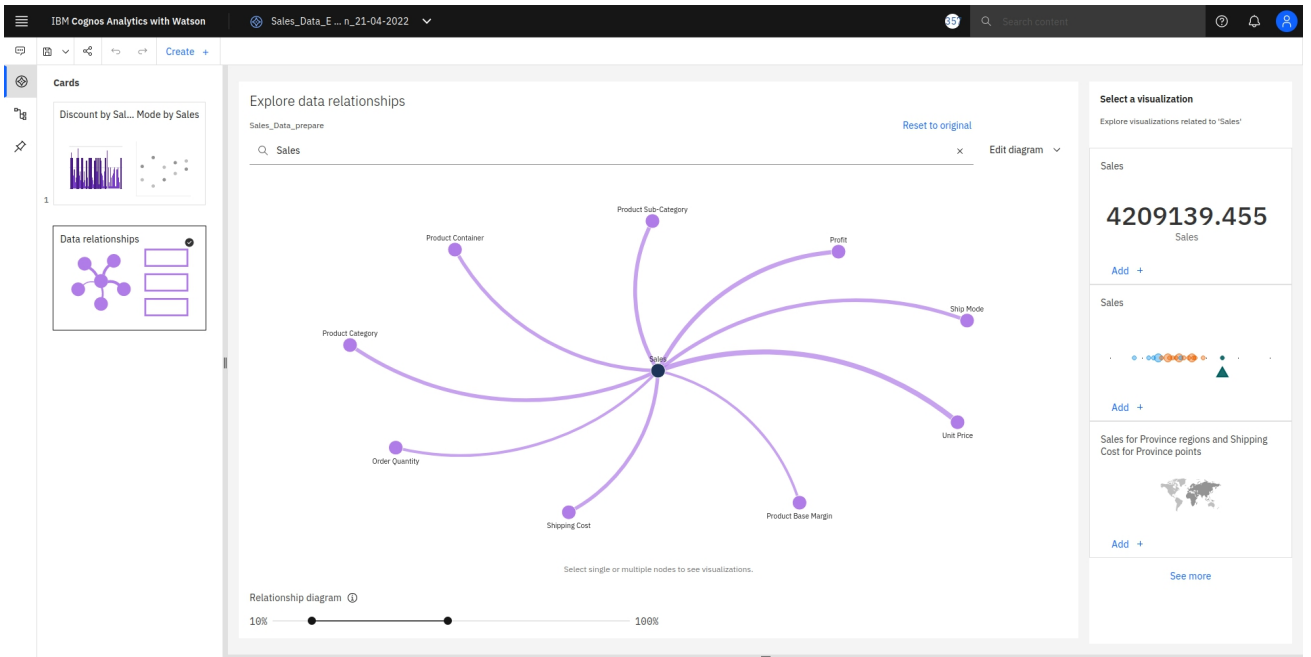 IBM Cognos Analytics with Watson
Sales_Data_E ... n_21-04-2022
357
Search content
Create +
Cards
Discount by Sal... Mode by Sales
1
Data relationships
Explore data relationships
Sales_Data_prepare
Reset to original
Sales
Edit diagram
Product Sub-Category
Product Container
Profit
Ship Mode
Product Category
Sales
Unit Price
Order Quantity
Product Base Margin
Shipping Cost
Select single or multiple nodes to see visualizations.
Relationship diagram
10%
100%
Select a visualization
Explore visualizations related to 'Sales'
Sales
4209139.455
Sales
Add +
Sales
Add +
Sales for Province regions and Shipping
Cost for Province points
Add +
See more